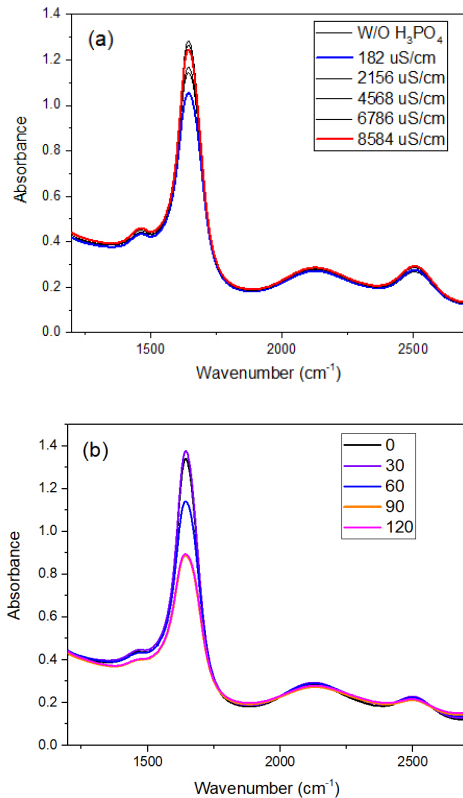 (a)
W/O H₃PO₄
182 uS/cm
2156 uS/cm
4568 uS/cm
6786 uS/cm
8584 uS/cm
1.4
1.2
1.0
0.8
0.6
0.4
0.2
0.0
Absorbance
1500 2000 2500
Wavenumber (cm⁻¹)
(b)
0
30
60
90
120
1.4
1.2
1.0
0.8
0.6
0.4
0.2
0.0
Absorbance
1500 2000 2500
Wavenumber (cm⁻¹)